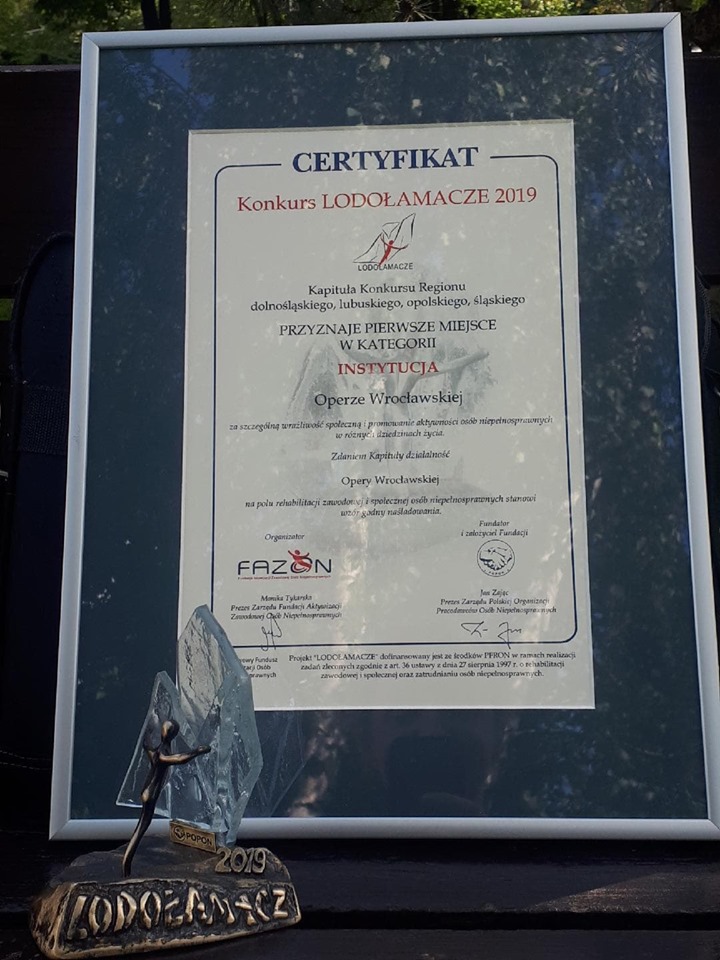 CERTYFIKAT
Konkurs LODOŁAMACZE 2019
LODOŁAMACZE
Kapituła Konkursu Regionu
dolnośląskiego, lubuskiego, opolskiego, śląskiego
PRZYZNAJE PIERWSZE MIEJSCE
W KATEGORII
INSTYTUCJA
Operze Wrocławskiej
za szczególną wrażliwość społeczną i promowanie aktywności osób niepełnosprawnych
w różnych dziedzinach życia.
Zdaniem Kapituły działalność
Opery Wrocławskiej
na polu rehabilitacji zawodowej i społecznej osób niepełnosprawnych stanowi
wzór godny naśladowania.
Organizator
FAZON
Monika Tykarska
Prezes Zarządu Fundacji Aktywizacji
Zawodowej Osób Niepełnosprawnych
Fundator
i założyciel Fundacji
Jan Zając
Prezes Zarządu Polskiej Organizacji
Pracodawców Osób Niepełnosprawnych
Fundusz
Osób
Projekt "LODOŁAMACZE" dofinansowany jest ze środków PFRON w ramach realizacji
zadań zleconych zgodnie z art. 36 ustawy z dnia 27 sierpnia 1997 r. o rehabilitacji
zawodowej i społecznej oraz zatrudnianiu osób niepełnosprawnych.
POPON
2019
LODOŁAMACZ